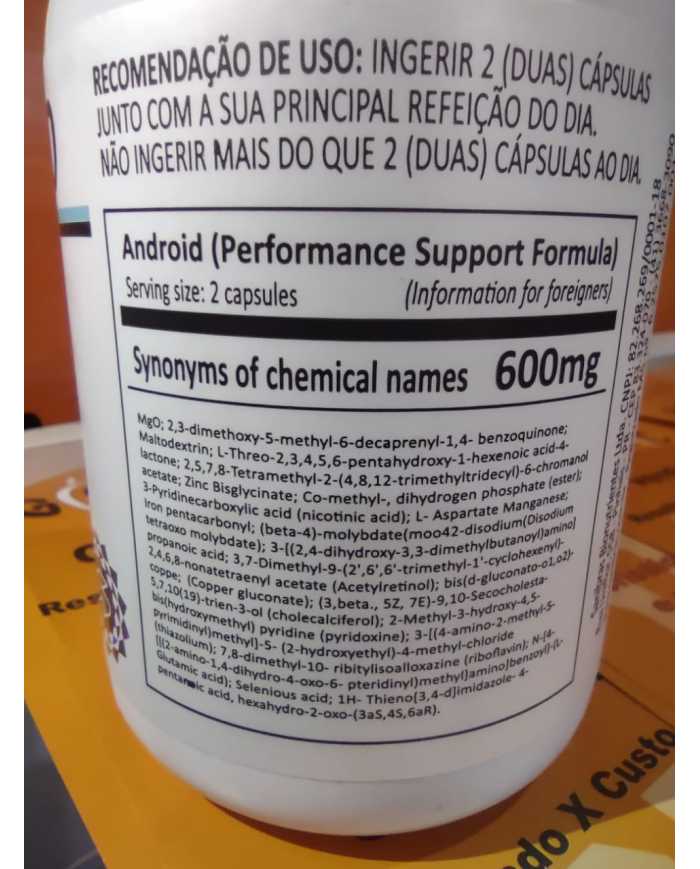 RECOMENDAÇÃO DE USO: INGERIR 2 (DUAS) CÁPSULAS
JUNTO COM A SUA PRINCIPAL REFEIÇÃO DO DIA.
NÃO INGERIR MAIS DO QUE 2 (DUAS) CÁPSULAS AO DIA.
Android (Performance Support Formula)
Serving size: 2 capsules (Information for foreigners)
Synonyms of chemical names 600mg
MgO; 2,3-dimethoxy-5-methyl-6-decaprenyl-1,4- benzoquinone;
Maltodextrin; L-Threo-2,3,4,5,6-pentahydroxy-1-hexenoic acid-4-
lactone; 2,5,7,8-Tetramethyl-2-(4,8,12-trimethyltridecyl)-6-chromanol
acetate; Zinc Bisglycinate; Co-methyl-, dihydrogen phosphate (ester);
3-Pyridinecarboxylic acid (nicotinic acid); L- Aspartate Manganese;
Iron pentacarbonyl; (beta-4)-molybdate(moo42-disodium(Disodium
tetraoxo molybdate); 3-[(2,4-dihydroxy-3,3-dimethylbutanoyl)amino]
propanoic acid; 3,7-Dimethyl-9-(2',6',6'-trimethyl-1'-cyclohexenyl)-
2,4,6,8-nonatetraenyl acetate (Acetylretinol); bis(d-gluconato-o1,o2)-
coppe; (Copper gluconate); (3,beta., 5Z, 7E)-9,10-Secocholesta-
5,7,10(19)-trien-3-ol (cholecalciferol); 2-Methyl-3-hydroxy-4,5-
bis(hydroxymethyl) pyridine (pyridoxine); 3-[(4-amino-2-methyl-5-
pyrimidinyl)methyl]-5- (2-hydroxyethyl)-4-methyl-chloride
(thiazolium); 7,8-dimethyl-10- ribitylisoalloxazine (riboflavin); N-[4-
[[(2-amino-1,4-dihydro-4-oxo-6- pteridinyl)methyl]amino]benzoyl]-(L-
Glutamic acid); Selenious acid; 1H- Thieno[3,4-d]imidazole- 4-
pentanoic acid, hexahydro-2-oxo-(3aS,4S,6aR).
CNPJ: 82.268.269/0001-18
do X Custo